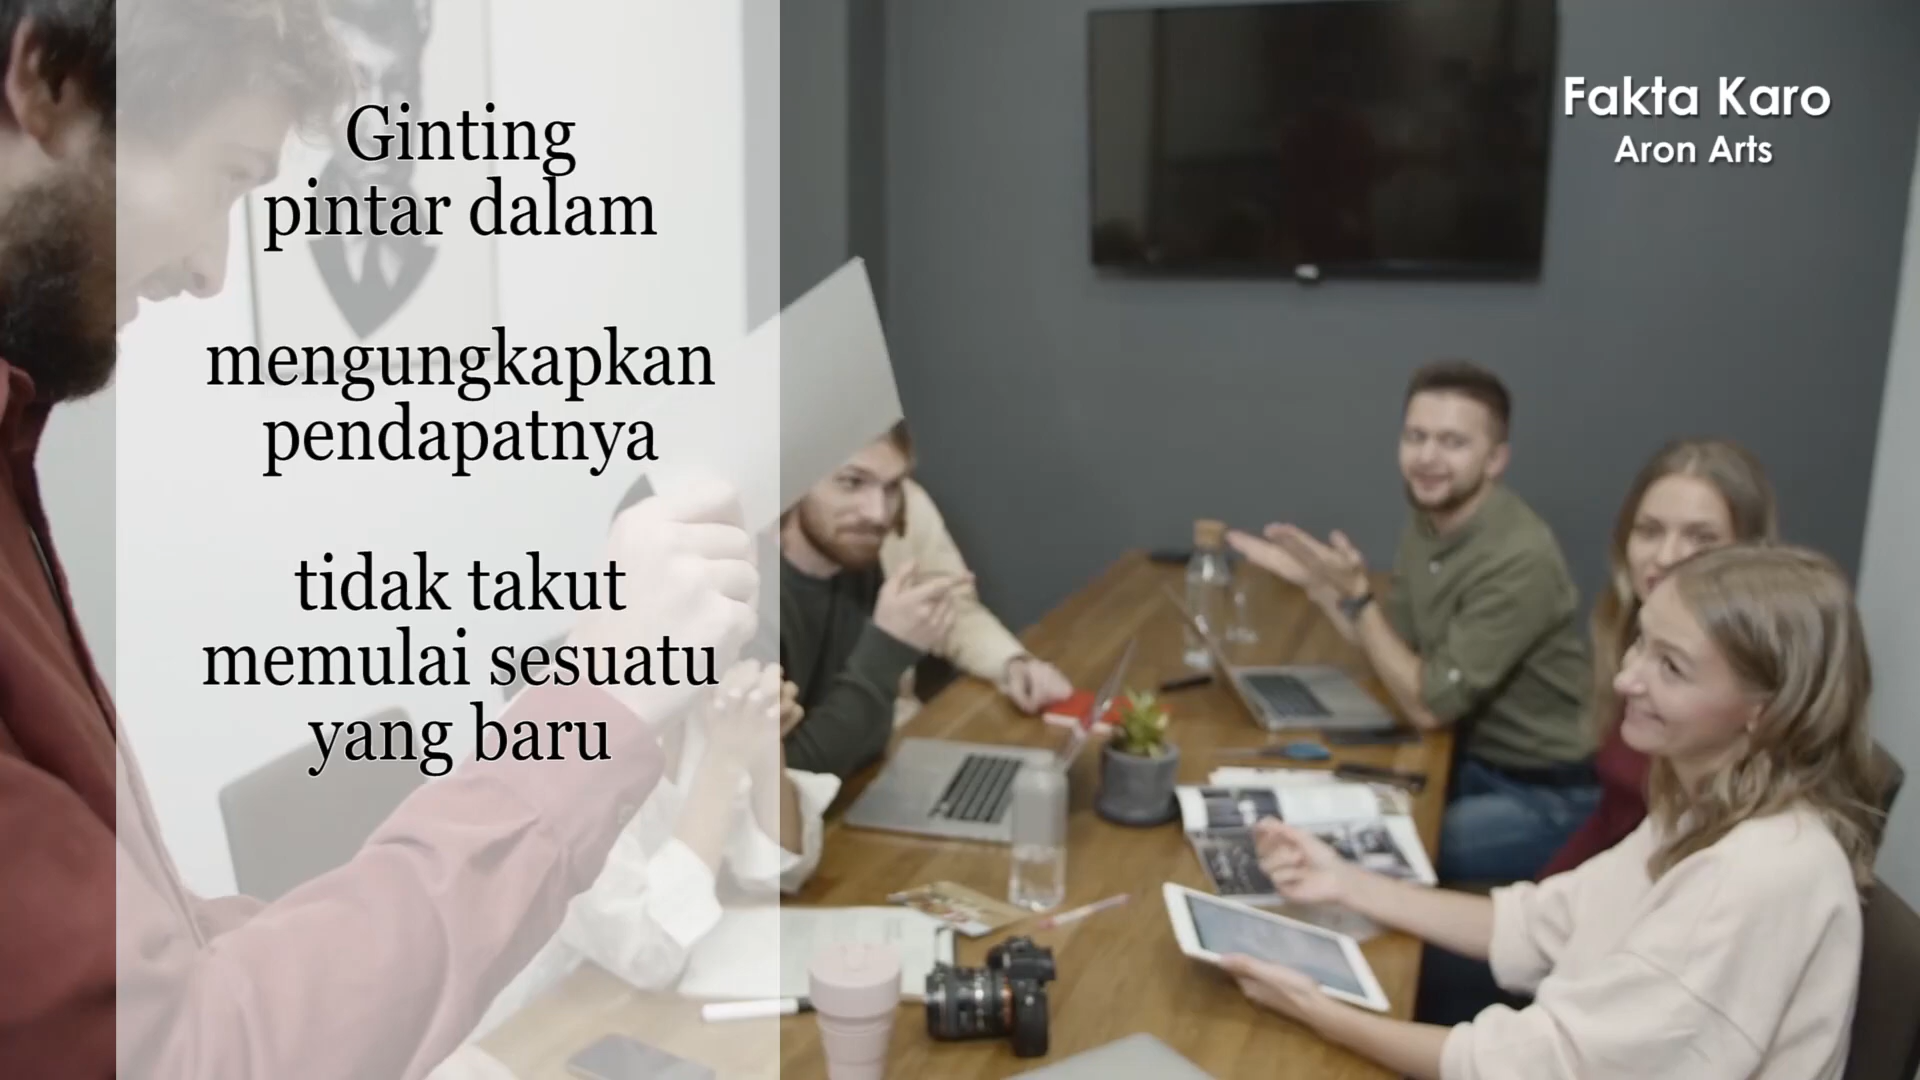 Ginting
pintar dalam
mengungkapkan
pendapatnya
tidak takut
memulai sesuatu
yang baru
Fakta Karo
Aron Arts